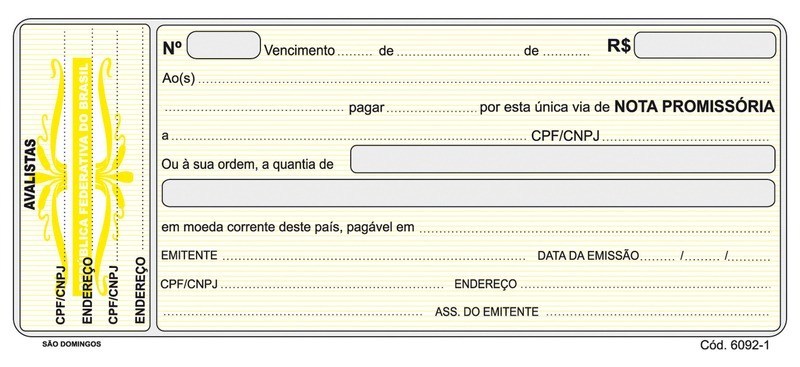 AVALISTAS
REPÚBLICA FEDERATIVA DO BRASIL
CPF/CNPJ
ENDEREÇO
CPF/CNPJ
ENDEREÇO
Nº Vencimento ........ de .............................. de ............ R$
Ao(s)
pagar ....................... por esta única via de NOTA PROMISSÓRIA
a CPF/CNPJ
Ou à sua ordem, a quantia de
em moeda corrente deste país, pagável em
EMITENTE DATA DA EMISSÃO ......... / ......... / ...........
CPF/CNPJ ENDEREÇO
ASS. DO EMITENTE
SÃO DOMINGOS Cód. 6092-1